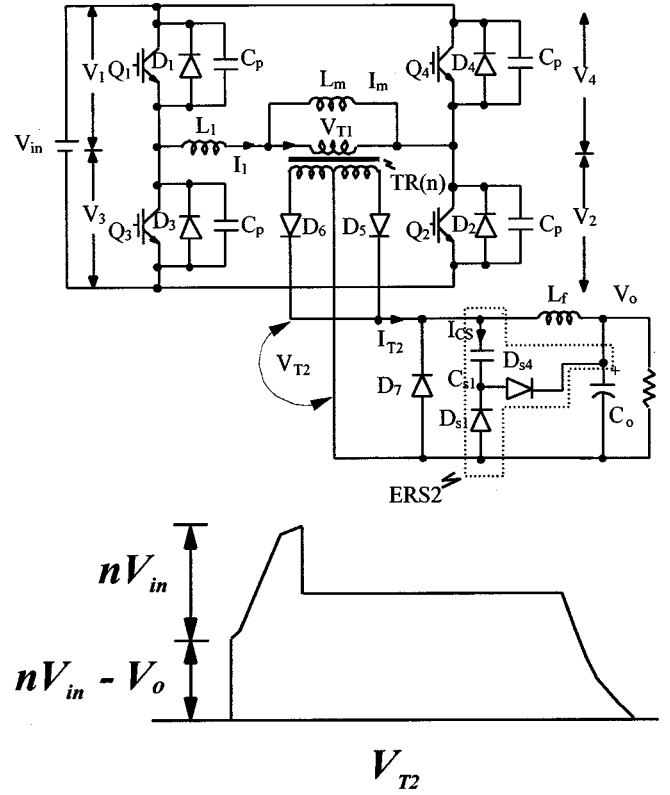 Q1
D1
Cp
Q4
D4
Cp
V1
V4
Lm
Im
Vin
L1
VT1
I1
TR(n)
V3
V2
Q3
D3
Cp
D6
D5
Q2
D2
Cp
Lf
Vo
IT2
ICS
VT2
D7
Cs1
Ds4
+
Ds1
Co
ERS2
nVin
nVin - Vo
VT2